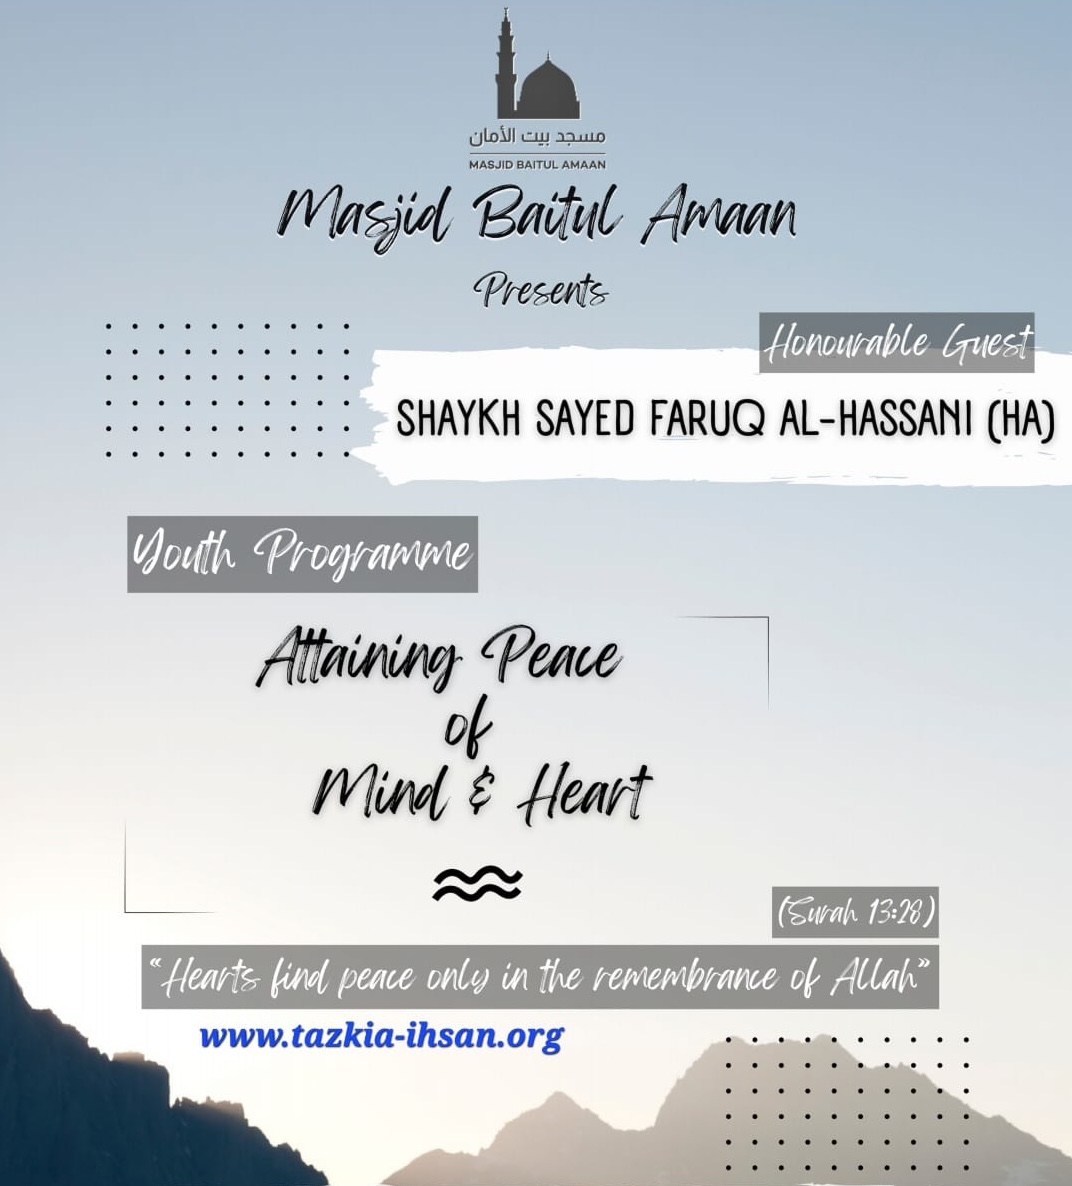 مسجد بيت الأمان
MASJID BAITUL AMAAN
Masjid Baitul Amaan
Presents
Honourable Guest
SHAYKH SAYED FARUQ AL-HASSANI (HA)
Youth Programme
Attaining Peace
of
Mind & Heart
(Surah 13:28)
“Hearts find peace only in the remembrance of Allah”
www.tazkia-ihsan.org